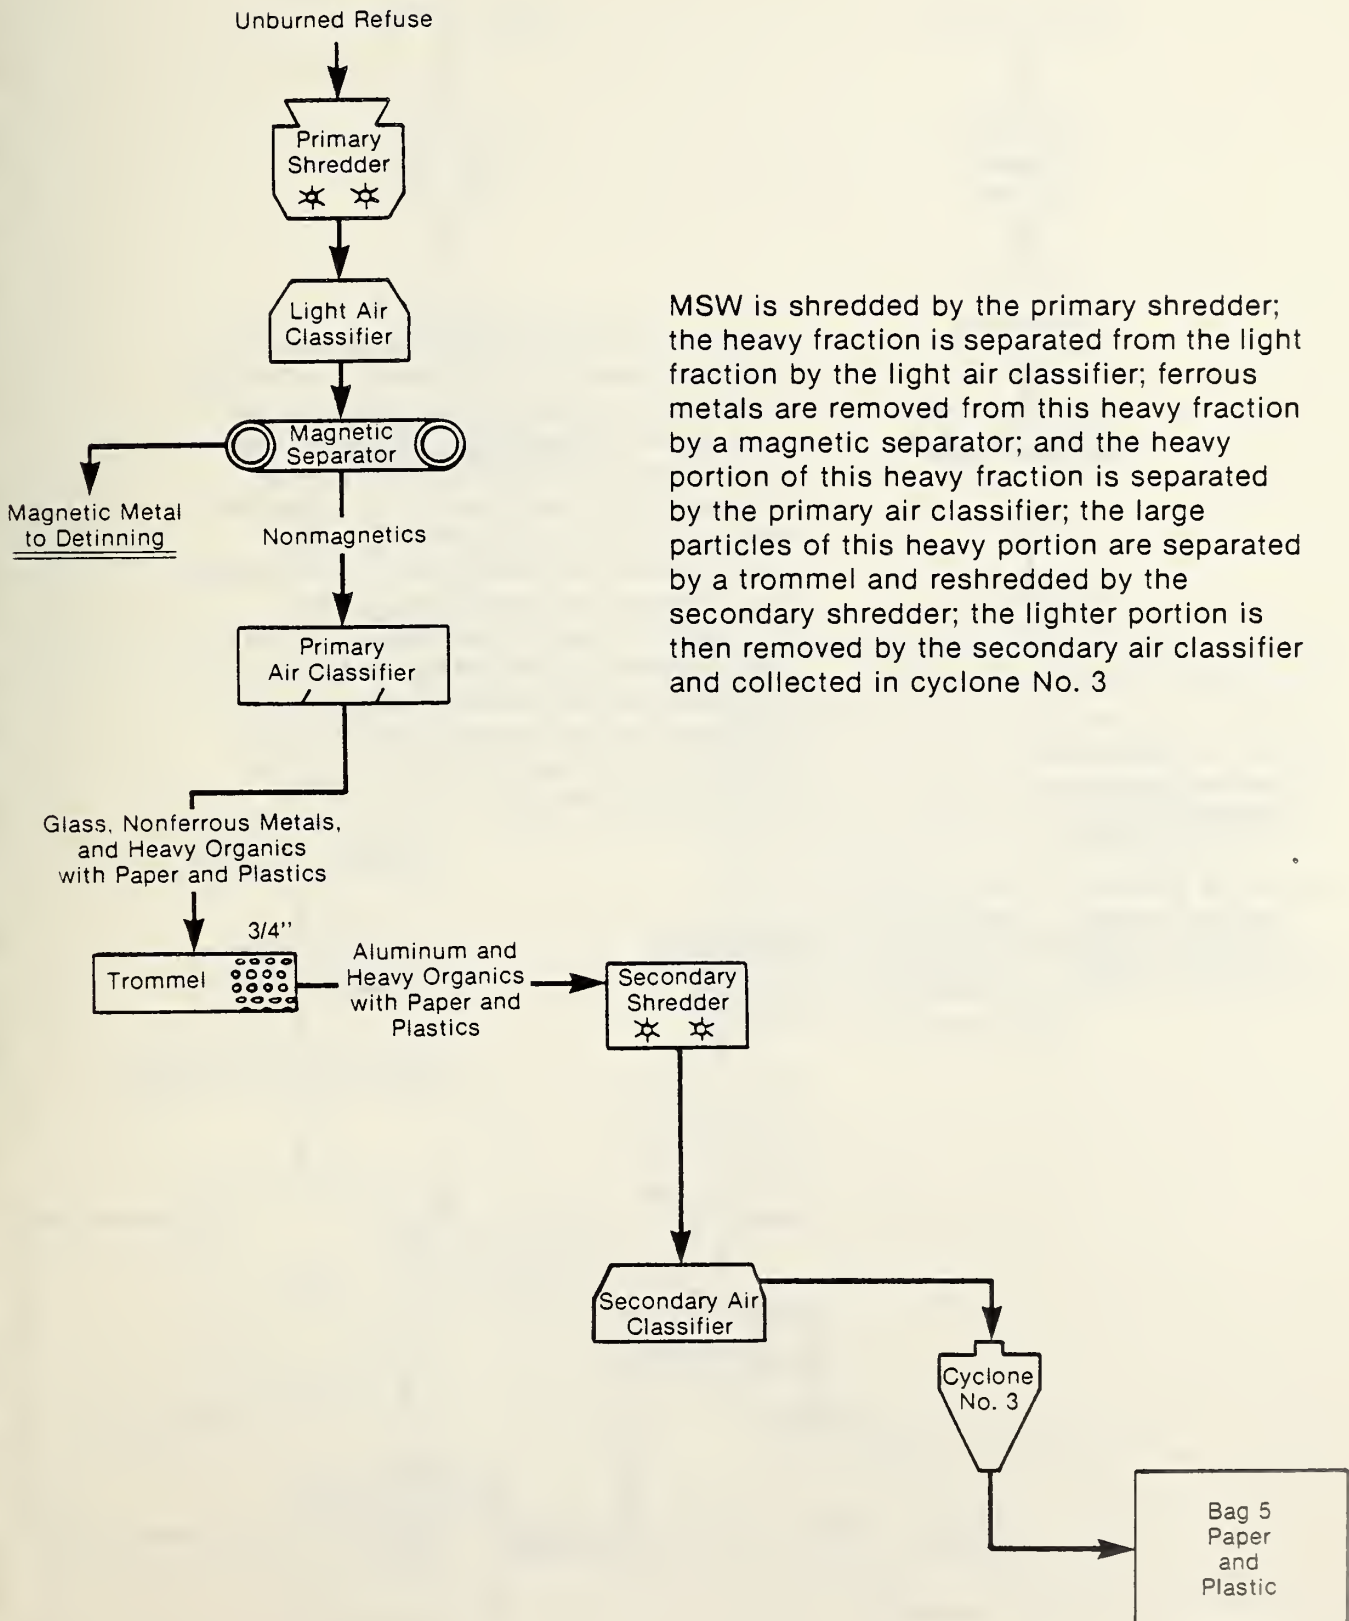 Unburned Refuse
Primary
Shredder
Light Air
Classifier
Magnetic
Separator
Magnetic Metal
to Detinning
Nonmagnetics
MSW is shredded by the primary shredder;
the heavy fraction is separated from the light
fraction by the light air classifier; ferrous
metals are removed from this heavy fraction
by a magnetic separator; and the heavy
portion of this heavy fraction is separated
by the primary air classifier; the large
particles of this heavy portion are separated
by a trommel and reshredded by the
secondary shredder; the lighter portion is
then removed by the secondary air classifier
and collected in cyclone No. 3
Primary
Air Classifier
Glass, Nonferrous Metals,
and Heavy Organics
with Paper and Plastics
3/4''
Trommel
Aluminum and
Heavy Organics
with Paper and
Plastics
Secondary
Shredder
Secondary Air
Classifier
Cyclone
No. 3
Bag 5
Paper
and
Plastic